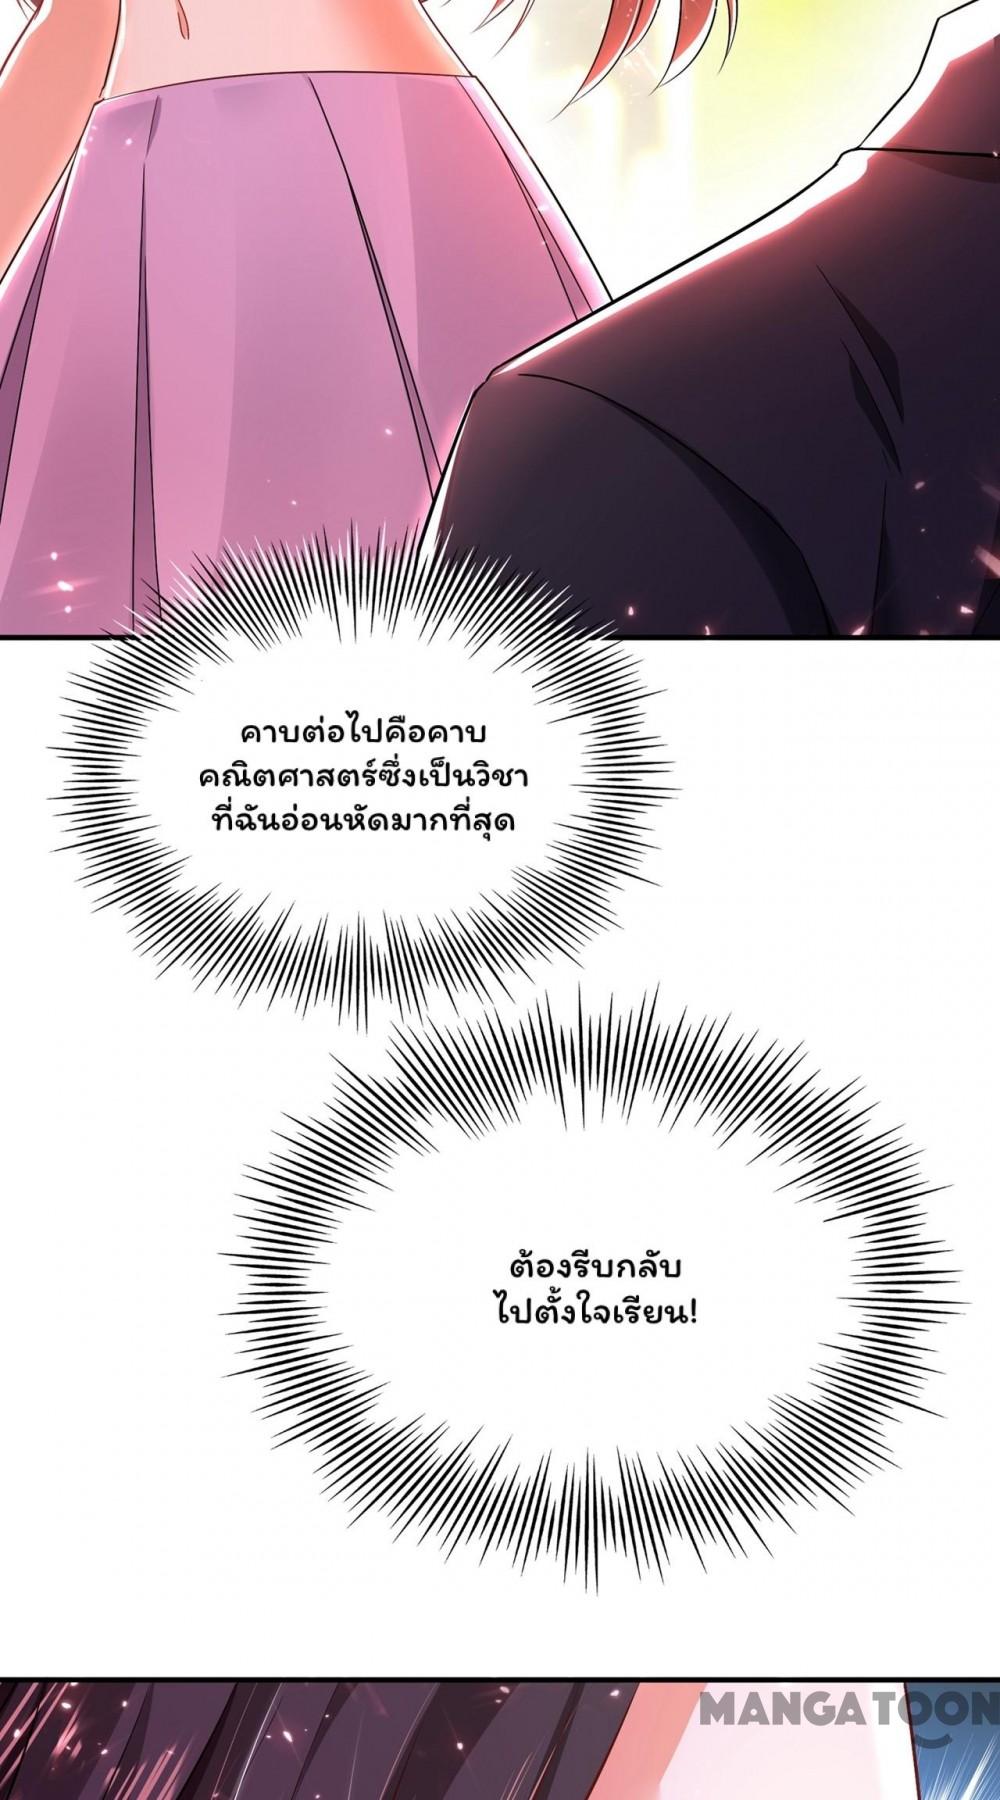 คาบต่อไปคือคาบ
คณิตศาสตร์ซึ่งเป็นวิชา
ที่ฉันอ่อนหัดมากที่สุด
ต้องรีบกลับ
ไปตั้งใจเรียน!
MANGATOON